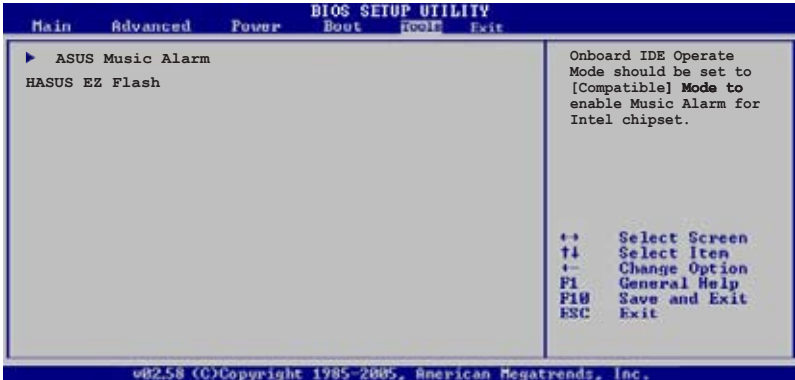 BIOS SETUP UTILITY
Main Advanced Power Boot Tools Exit
ASUS Music Alarm
HASUS EZ Flash
Onboard IDE Operate
Mode should be set to
[Compatible] Mode to
enable Music Alarm for
Intel chipset.
↔ Select Screen
↑↓ Select Item
+- Change Option
F1 General Help
F10 Save and Exit
ESC Exit
v02.58 (C)Copyright 1985-2005, American Megatrends, Inc.